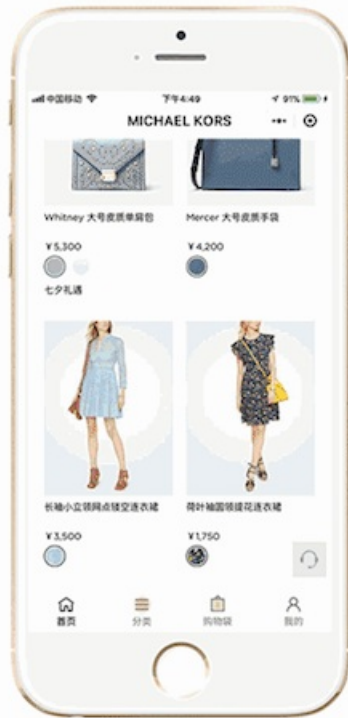 中国移动 下午4:49 91%
MICHAEL KORS
Whitney 大号皮质单肩包 Mercer 大号皮质手袋
¥5,300 ¥4,200
七夕礼遇
长袖小立领网点镂空连衣裙 荷叶袖圆领提花连衣裙
¥3,500 ¥1,750
首页 分类 购物袋 我的